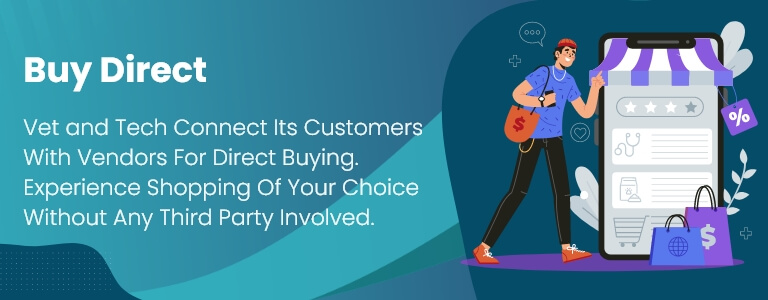 Buy Direct
Vet and Tech Connect Its Customers
With Vendors For Direct Buying.
Experience Shopping Of Your Choice
Without Any Third Party Involved.
%
$
$